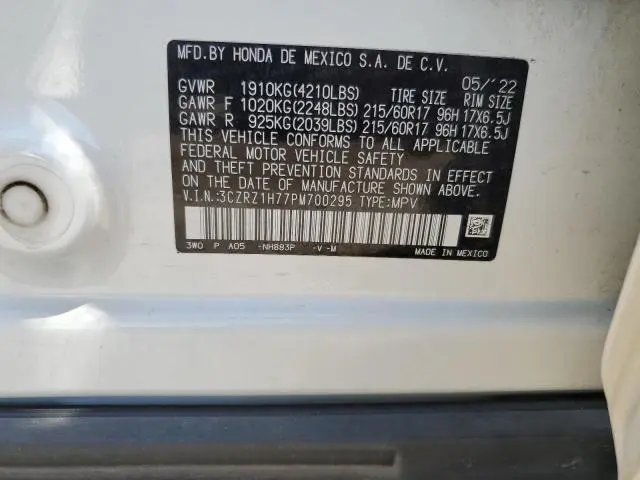 MFD.BY HONDA DE MEXICO S.A. DE C.V.
05/'22
GVWR 1910KG(4210LBS) TIRE SIZE RIM SIZE
GAWR F 1020KG(2248LBS) 215/60R17 96H 17X6.5J
GAWR R 925KG(2039LBS) 215/60R17 96H 17X6.5J
THIS VEHICLE CONFORMS TO ALL APPLICABLE
FEDERAL MOTOR VEHICLE SAFETY
AND THEFT PREVENTION STANDARDS IN EFFECT
ON THE DATE OF MANUFACTURE SHOWN ABOVE.
V.I.N.:3CZRZ1H77PM700295 TYPE:MPV
3W0 P A05 -NH883P -V -M MADE IN MEXICO